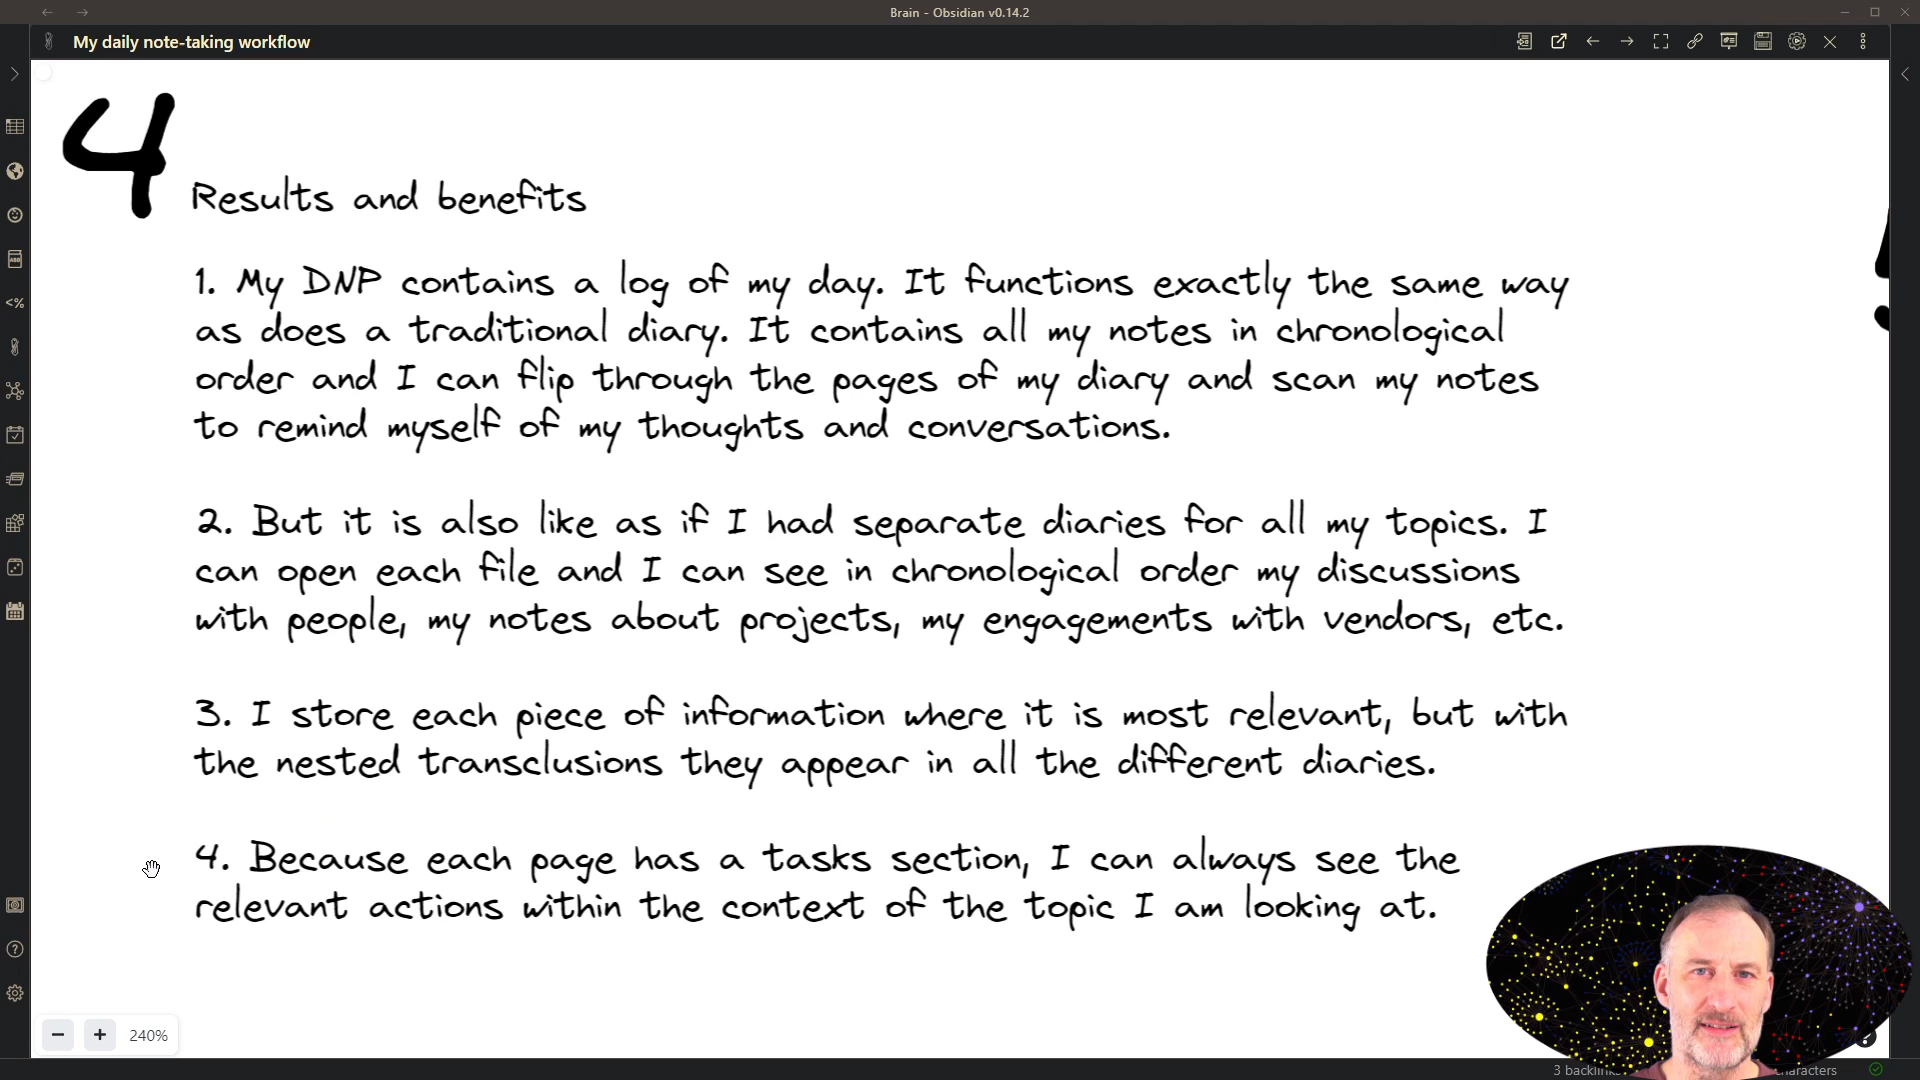 Brain - Obsidian v0.14.2
My daily note-taking workflow
4
Results and benefits
1. My DNP contains a log of my day. It functions exactly the same way
as does a traditional diary. It contains all my notes in chronological
order and I can flip through the pages of my diary and scan my notes
to remind myself of my thoughts and conversations.
2. But it is also like as if I had separate diaries for all my topics. I
can open each file and I can see in chronological order my discussions
with people, my notes about projects, my engagements with vendors, etc.
3. I store each piece of information where it is most relevant, but with
the nested transclusions they appear in all the different diaries.
4. Because each page has a tasks section, I can always see the
relevant actions within the context of the topic I am looking at.
240%
3